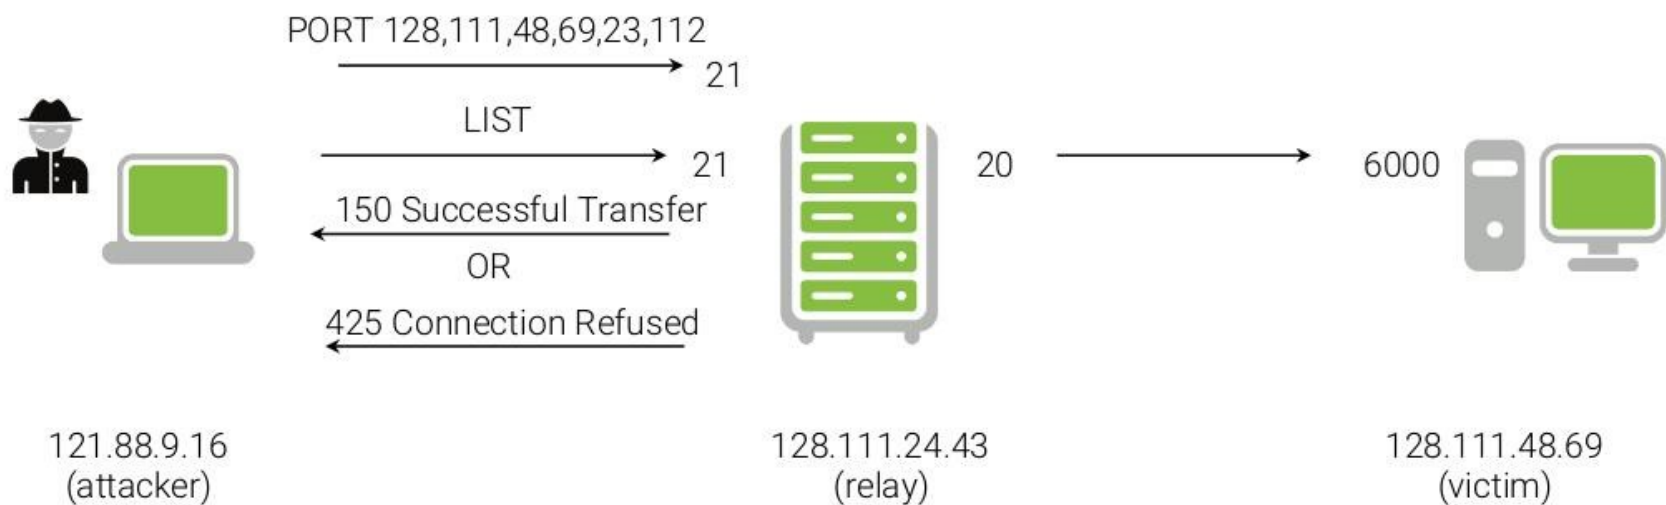 PORT 128,111,48,69,23,112
21
LIST
21
20
6000
150 Successful Transfer
OR
425 Connection Refused
121.88.9.16
(attacker)
128.111.24.43
(relay)
128.111.48.69
(victim)